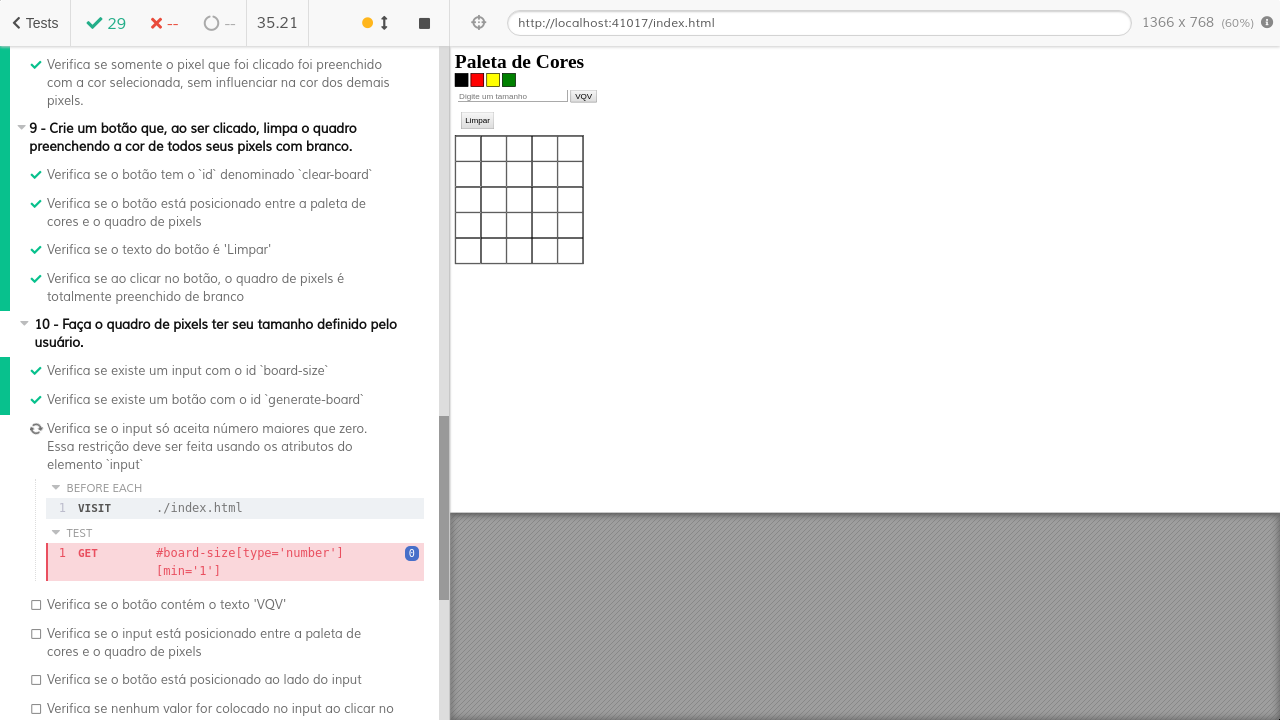 Tests
29
--
--
35.21
http://localhost:41017/index.html
1366 x 768 (60%)
Verifica se somente o pixel que foi clicado foi preenchido
com a cor selecionada, sem influenciar na cor dos demais
pixels.
9 - Crie um botão que, ao ser clicado, limpa o quadro
preenchendo a cor de todos seus pixels com branco.
Verifica se o botão tem o `id` denominado `clear-board`
Verifica se o botão está posicionado entre a paleta de
cores e o quadro de pixels
Verifica se o texto do botão é 'Limpar'
Verifica se ao clicar no botão, o quadro de pixels é
totalmente preenchido de branco
10 - Faça o quadro de pixels ter seu tamanho definido pelo
usuário.
Verifica se existe um input com o id `board-size`
Verifica se existe um botão com o id `generate-board`
Verifica se o input só aceita número maiores que zero.
Essa restrição deve ser feita usando os atributos do
elemento `input`
BEFORE EACH
1 VISIT ./index.html
TEST
1 GET #board-size[type='number'] 0
[min='1']
Verifica se o botão contém o texto 'VQV'
Verifica se o input está posicionado entre a paleta de
cores e o quadro de pixels
Verifica se o botão está posicionado ao lado do input
Verifica se nenhum valor for colocado no input ao clicar no
Paleta de Cores
Digite um tamanho
VQV
Limpar